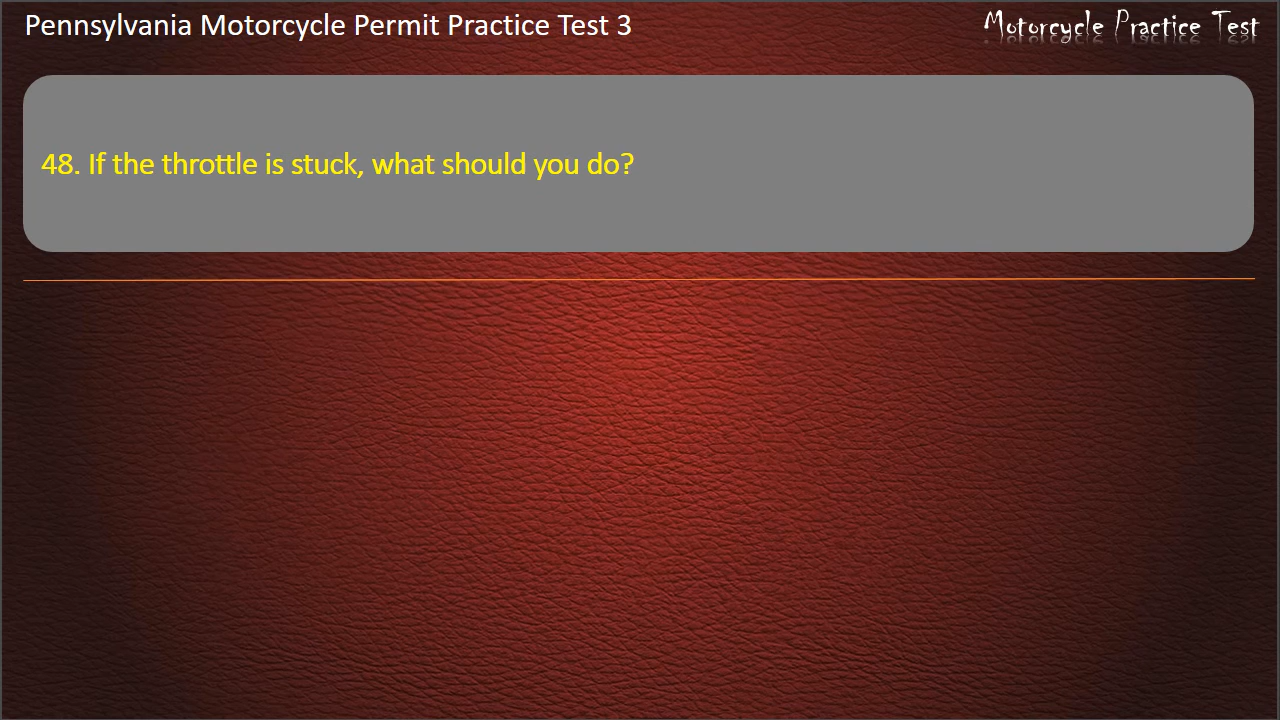 Pennsylvania Motorcycle Permit Practice Test 3
Motorcycle Practice Test
48. If the throttle is stuck, what should you do?